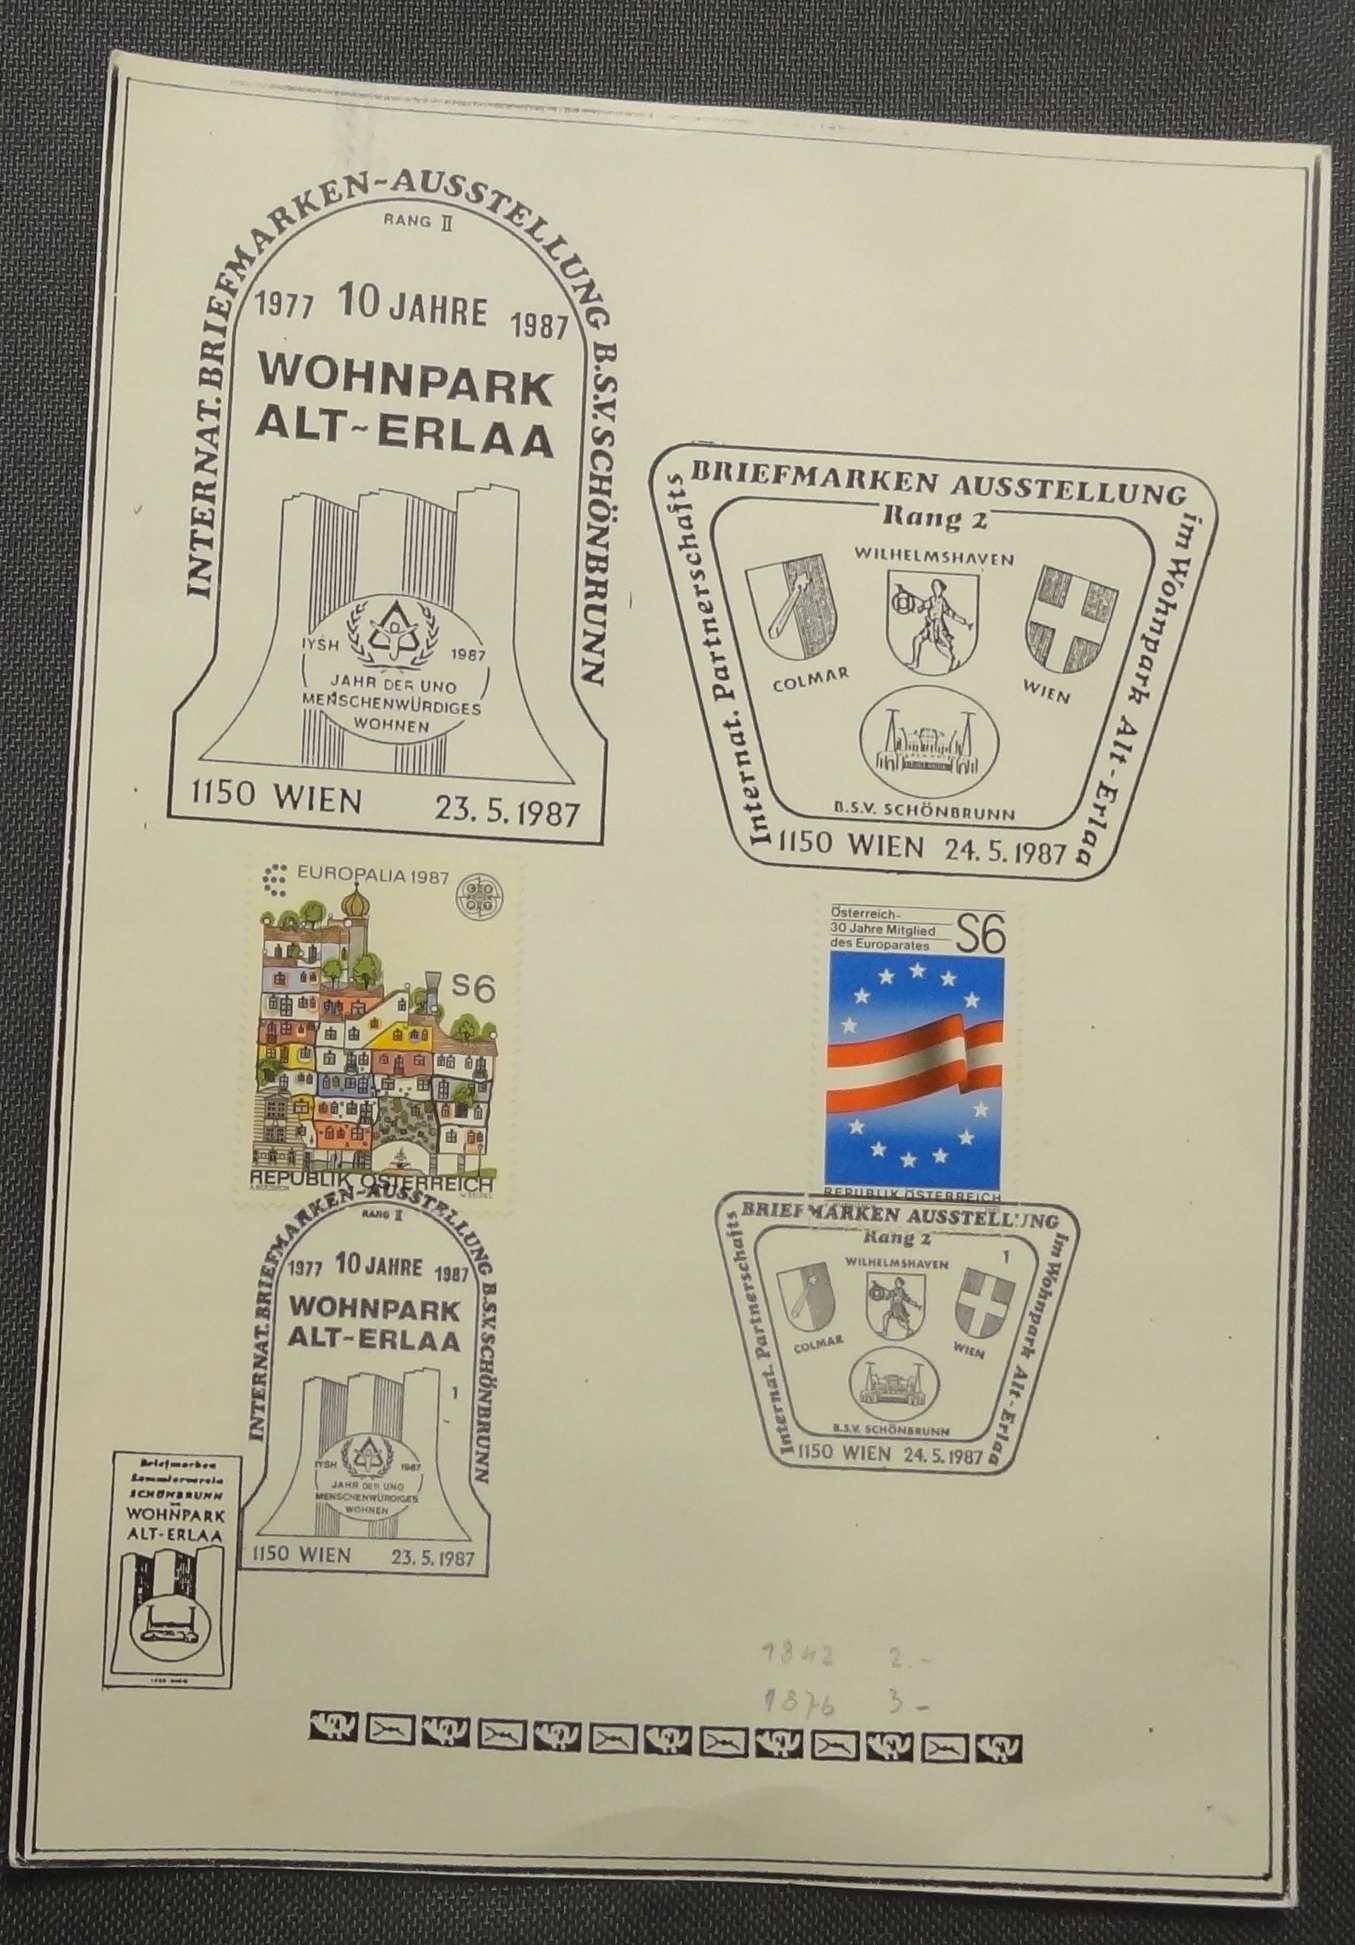 INTERNAT. BRIEFMARKEN-AUSSTELLUNG B.S.V. SCHÖNBRUNN
RANG II
1977 10 JAHRE 1987
WOHNPARK
ALT-ERLAA
IYSH 1987
JAHR DER UNO
MENSCHENWÜRDIGES
WOHNEN
1150 WIEN 23.5.1987
Internat. Partnerschafts
BRIEFMARKEN AUSSTELLUNG
im Wohnpark Alt-Erlaa
Rang 2
WILHELMSHAVEN
COLMAR
WIEN
B.S.V. SCHÖNBRUNN
1150 WIEN 24.5.1987
EUROPALIA 1987
S6
REPUBLIK ÖSTERREICH
Österreich-
30 Jahre Mitglied
des Europarates
S6
REPUBLIK ÖSTERREICH
INTERNAT. BRIEFMARKEN-AUSSTELLUNG B.S.V. SCHÖNBRUNN
RANG II
1977 10 JAHRE 1987
WOHNPARK
ALT-ERLAA
1
IYSH 1987
JAHR DER UNO
MENSCHENWÜRDIGES
WOHNEN
1150 WIEN 23.5.1987
Internat. Partnerschafts
BRIEFMARKEN AUSSTELLUNG
im Wohnpark Alt-Erlaa
Rang 2
1
WILHELMSHAVEN
COLMAR
WIEN
B.S.V. SCHÖNBRUNN
1150 WIEN 24.5.1987
Briefmarken
Sammlerverein
SCHÖNBRUNN
WOHNPARK
ALT-ERLAA
1842 2.-
1876 3-